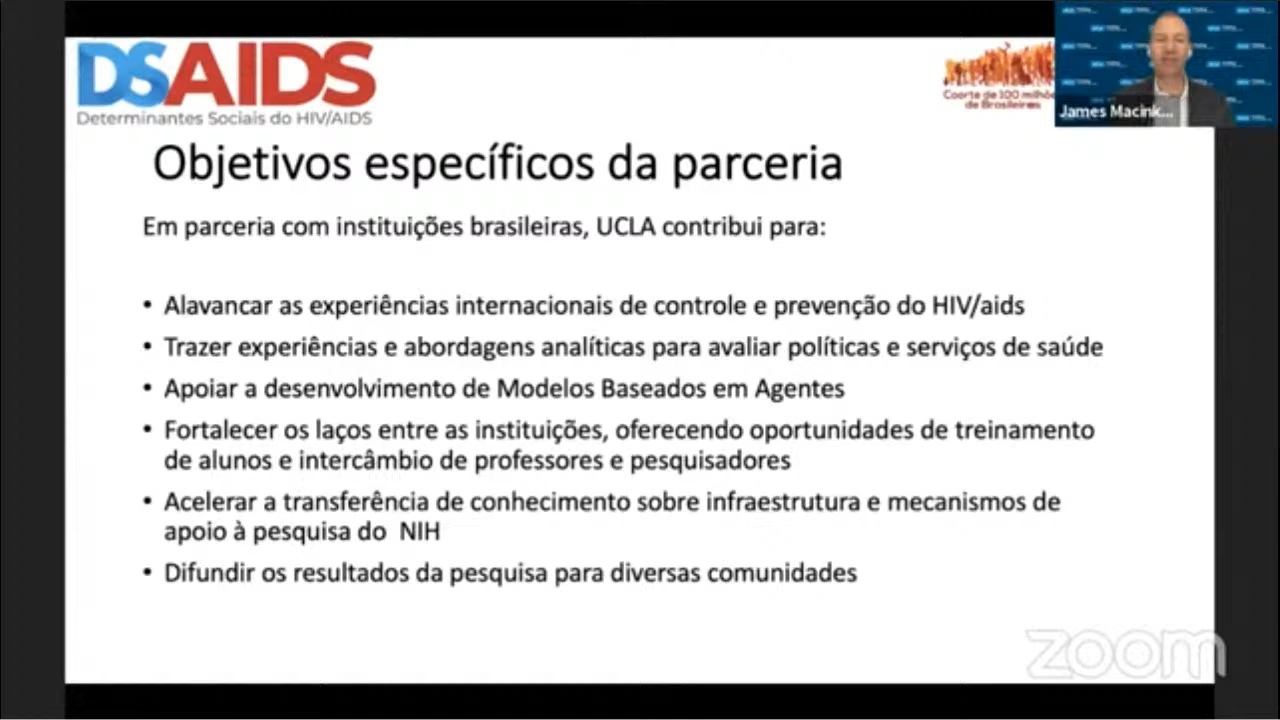 DSAIDS
Determinantes Sociais do HIV/AIDS
Coorte de 100 milhõe
de Brasileiros
James Macink...
Objetivos específicos da parceria
Em parceria com instituições brasileiras, UCLA contribui para:
• Alavancar as experiências internacionais de controle e prevenção do HIV/aids
• Trazer experiências e abordagens analíticas para avaliar políticas e serviços de saúde
• Apoiar a desenvolvimento de Modelos Baseados em Agentes
• Fortalecer os laços entre as instituições, oferecendo oportunidades de treinamento
de alunos e intercâmbio de professores e pesquisadores
• Acelerar a transferência de conhecimento sobre infraestrutura e mecanismos de
apoio à pesquisa do NIH
• Difundir os resultados da pesquisa para diversas comunidades
zoom